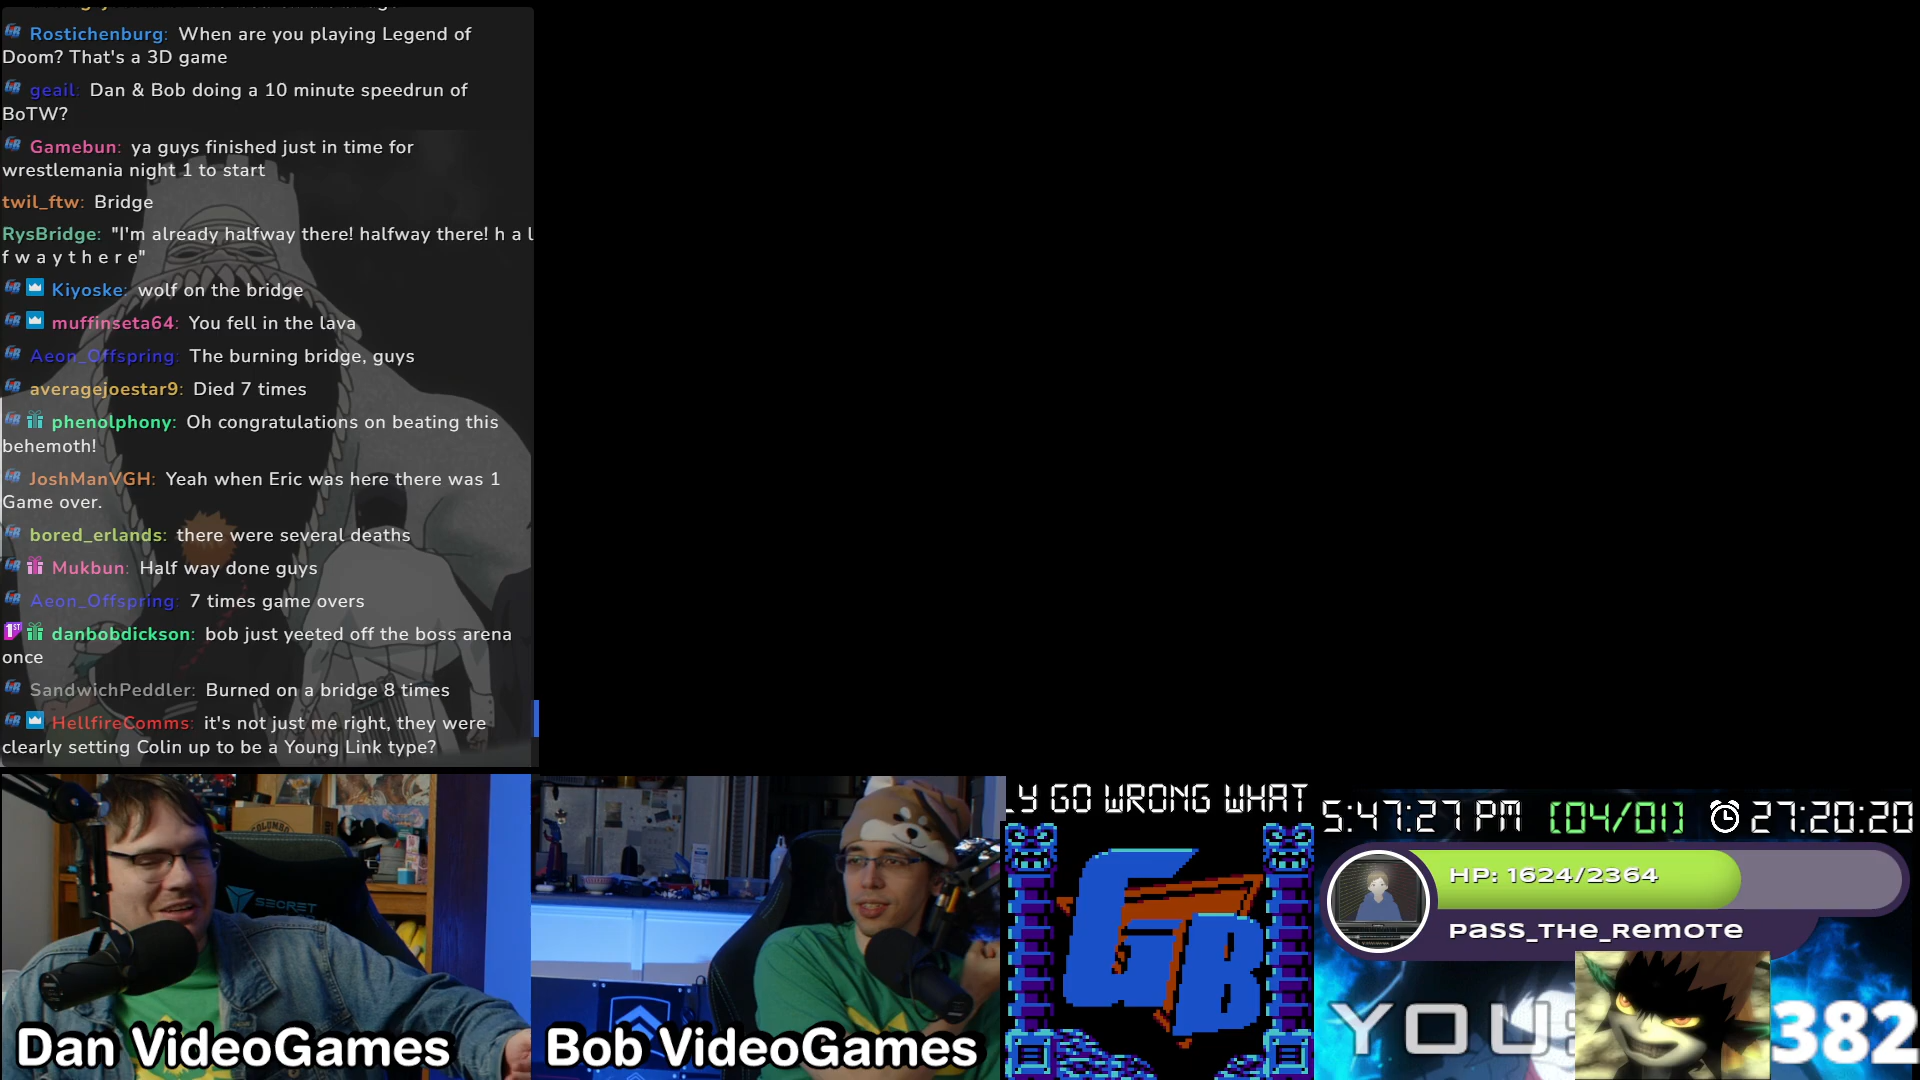 Rostichenburg: When are you playing Legend of
Doom? That's a 3D game
geail: Dan & Bob doing a 10 minute speedrun of
BoTW?
Gamebun: ya guys finished just in time for
wrestlemania night 1 to start
twil_ftw: Bridge
RysBridge: "I'm already halfway there! halfway there! h a l
f w a y t h e r e"
Kiyoske: wolf on the bridge
muffinseta64: You fell in the lava
Aeon_Offspring: The burning bridge, guys
averagejoestar9: Died 7 times
phenolphony: Oh congratulations on beating this
behemoth!
JoshManVGH: Yeah when Eric was here there was 1
Game over.
bored_erlands: there were several deaths
Mukbun: Half way done guys
Aeon_Offspring: 7 times game overs
1ST danbobdickson: bob just yeeted off the boss arena
once
SandwichPeddler: Burned on a bridge 8 times
HellfireComms: it's not just me right, they were
clearly setting Colin up to be a Young Link type?
LY GO WRONG WHAT
5:47:27 PM [04/01] 27:20:20
HP: 1624/2364
Pass_The_Remote
SECRET
COLUMBO
GB
YOU
382
Dan VideoGames
Bob VideoGames